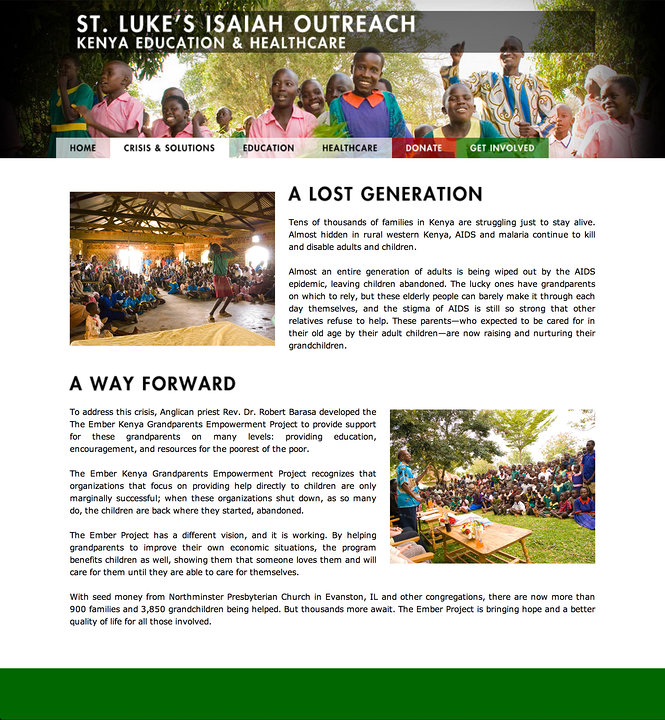 ST. LUKE'S ISAIAH OUTREACH
KENYA EDUCATION & HEALTHCARE
HOME
CRISIS & SOLUTIONS
EDUCATION
HEALTHCARE
DONATE
GET INVOLVED
A LOST GENERATION
Tens of thousands of families in Kenya are struggling just to stay alive.
Almost hidden in rural western Kenya, AIDS and malaria continue to kill
and disable adults and children.
Almost an entire generation of adults is being wiped out by the AIDS
epidemic, leaving children abandoned. The lucky ones have grandparents
on which to rely, but these elderly people can barely make it through each
day themselves, and the stigma of AIDS is still so strong that other
relatives refuse to help. These parents—who expected to be cared for in
their old age by their adult children—are now raising and nurturing their
grandchildren.
A WAY FORWARD
To address this crisis, Anglican priest Rev. Dr. Robert Barasa developed the
The Ember Kenya Grandparents Empowerment Project to provide support
for these grandparents on many levels: providing education,
encouragement, and resources for the poorest of the poor.
The Ember Kenya Grandparents Empowerment Project recognizes that
organizations that focus on providing help directly to children are only
marginally successful; when these organizations shut down, as so many
do, the children are back where they started, abandoned.
The Ember Project has a different vision, and it is working. By helping
grandparents to improve their own economic situations, the program
benefits children as well, showing them that someone loves them and will
care for them until they are able to care for themselves.
With seed money from Northminster Presbyterian Church in Evanston, IL and other congregations, there are now more than
900 families and 3,850 grandchildren being helped. But thousands more await. The Ember Project is bringing hope and a better
quality of life for all those involved.